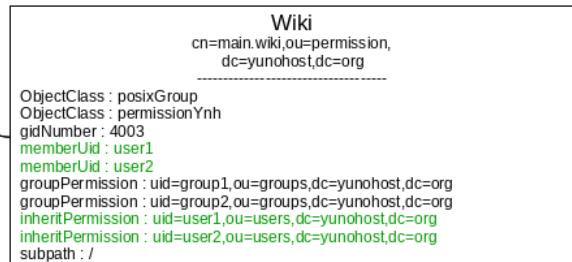 Wiki
cn=main.wiki,ou=permission,
dc=yunohost,dc=org
------------------------------------
ObjectClass : posixGroup
ObjectClass : permissionYnh
gidNumber : 4003
memberUid : user1
memberUid : user2
groupPermission : uid=group1,ou=groups,dc=yunohost,dc=org
groupPermission : uid=group2,ou=groups,dc=yunohost,dc=org
inheritPermission : uid=user1,ou=users,dc=yunohost,dc=org
inheritPermission : uid=user2,ou=users,dc=yunohost,dc=org
subpath : /